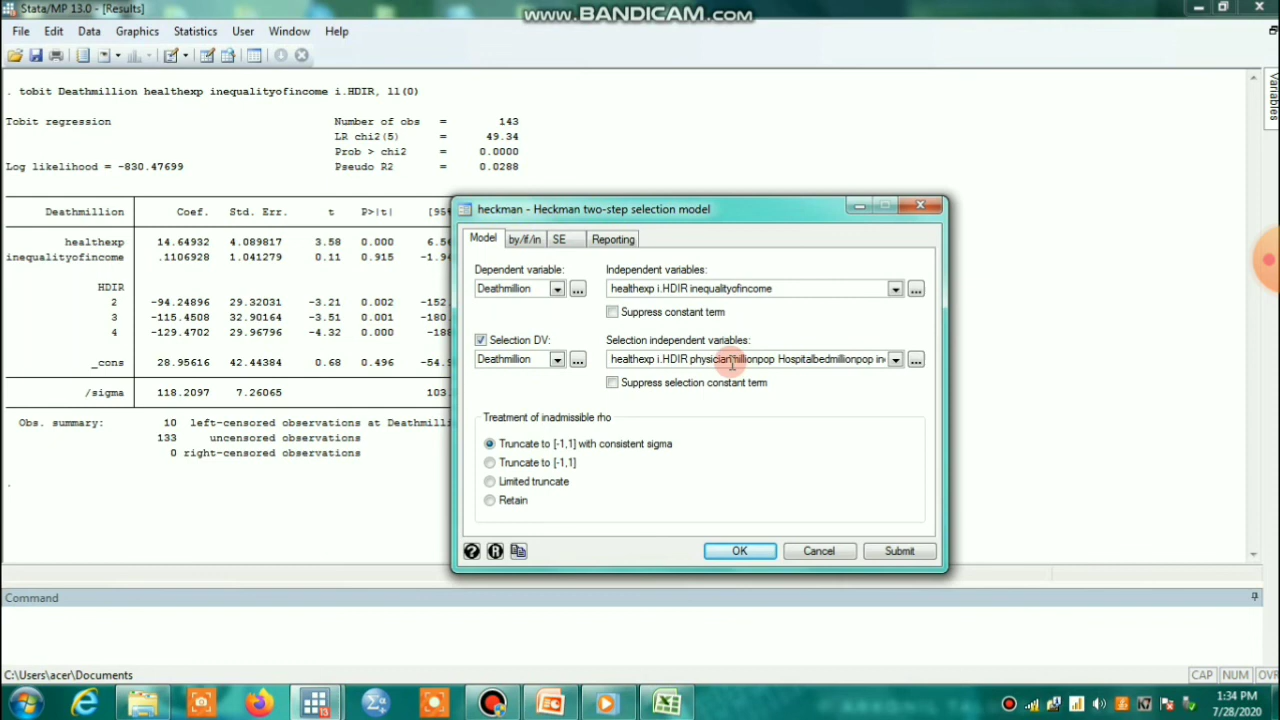 Stata/MP 13.0 - [Results]
www.BANDICAM.com
File Edit Data Graphics Statistics User Window Help
. tobit Deathmillion healthexp inequalityofincome i.HDIR, ll(0)
Tobit regression Number of obs = 143
LR chi2(5) = 49.34
Prob > chi2 = 0.0000
Log likelihood = -830.47699 Pseudo R2 = 0.0288
Deathmillion Coef. Std. Err. t P>|t|
healthexp 14.64932 4.089817 3.58 0.000
inequalityofincome .1106928 1.041279 0.11 0.915
HDIR
2 -94.24896 29.32031 -3.21 0.002
3 -115.4508 32.90164 -3.51 0.001
4 -129.4702 29.96796 -4.32 0.000
_cons 28.95616 42.44384 0.68 0.496
/sigma 118.2097 7.26065
Obs. summary: 10 left-censored observations at
133 uncensored observations
0 right-censored observations
.
heckman - Heckman two-step selection model
Model by/if/in SE Reporting
Dependent variable: Independent variables:
Deathmillion ... healthexp i.HDIR inequalityofincome ...
Suppress constant term
Selection DV: Selection independent variables:
Deathmillion ... healthexp i.HDIR physicianmillionpop Hospitalbedmillionpop in ...
Suppress selection constant term
Treatment of inadmissible rho
Truncate to [-1,1] with consistent sigma
Truncate to [-1,1]
Limited truncate
Retain
OK Cancel Submit
Variables
Command
C:\Users\acer\Documents CAP NUM OVR
1:34 PM
7/28/2020